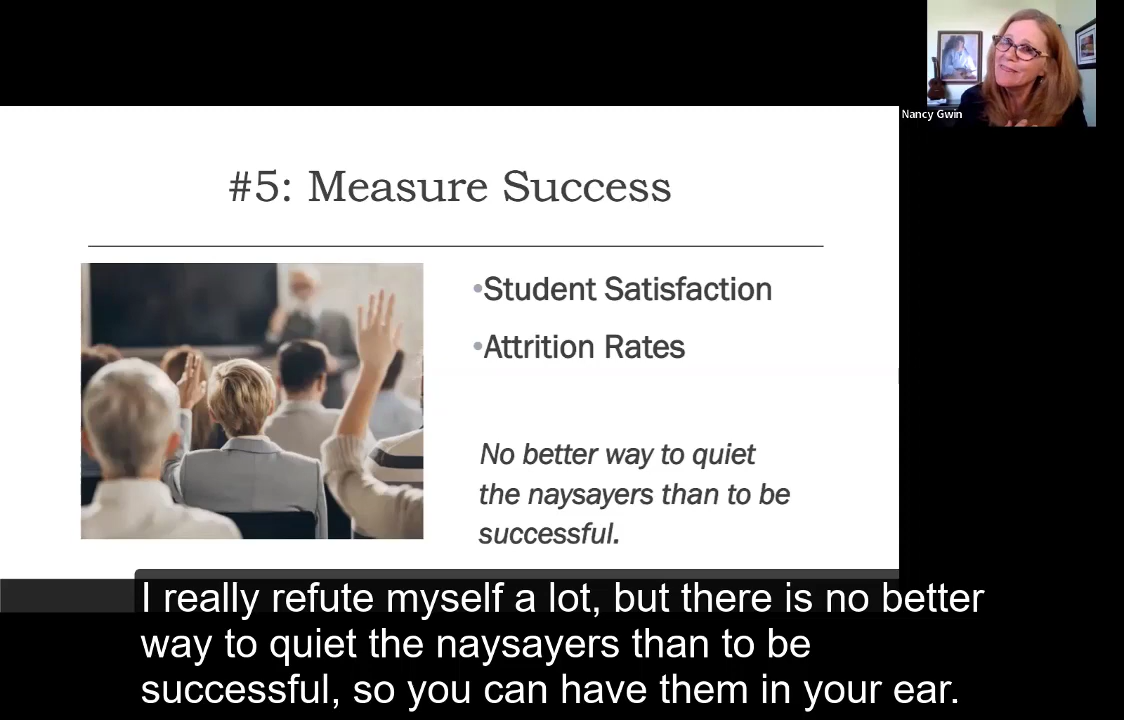 Nancy Gwin
#5: Measure Success
•Student Satisfaction
•Attrition Rates
No better way to quiet
the naysayers than to be
successful.
I really refute myself a lot, but there is no better
way to quiet the naysayers than to be
successful, so you can have them in your ear.